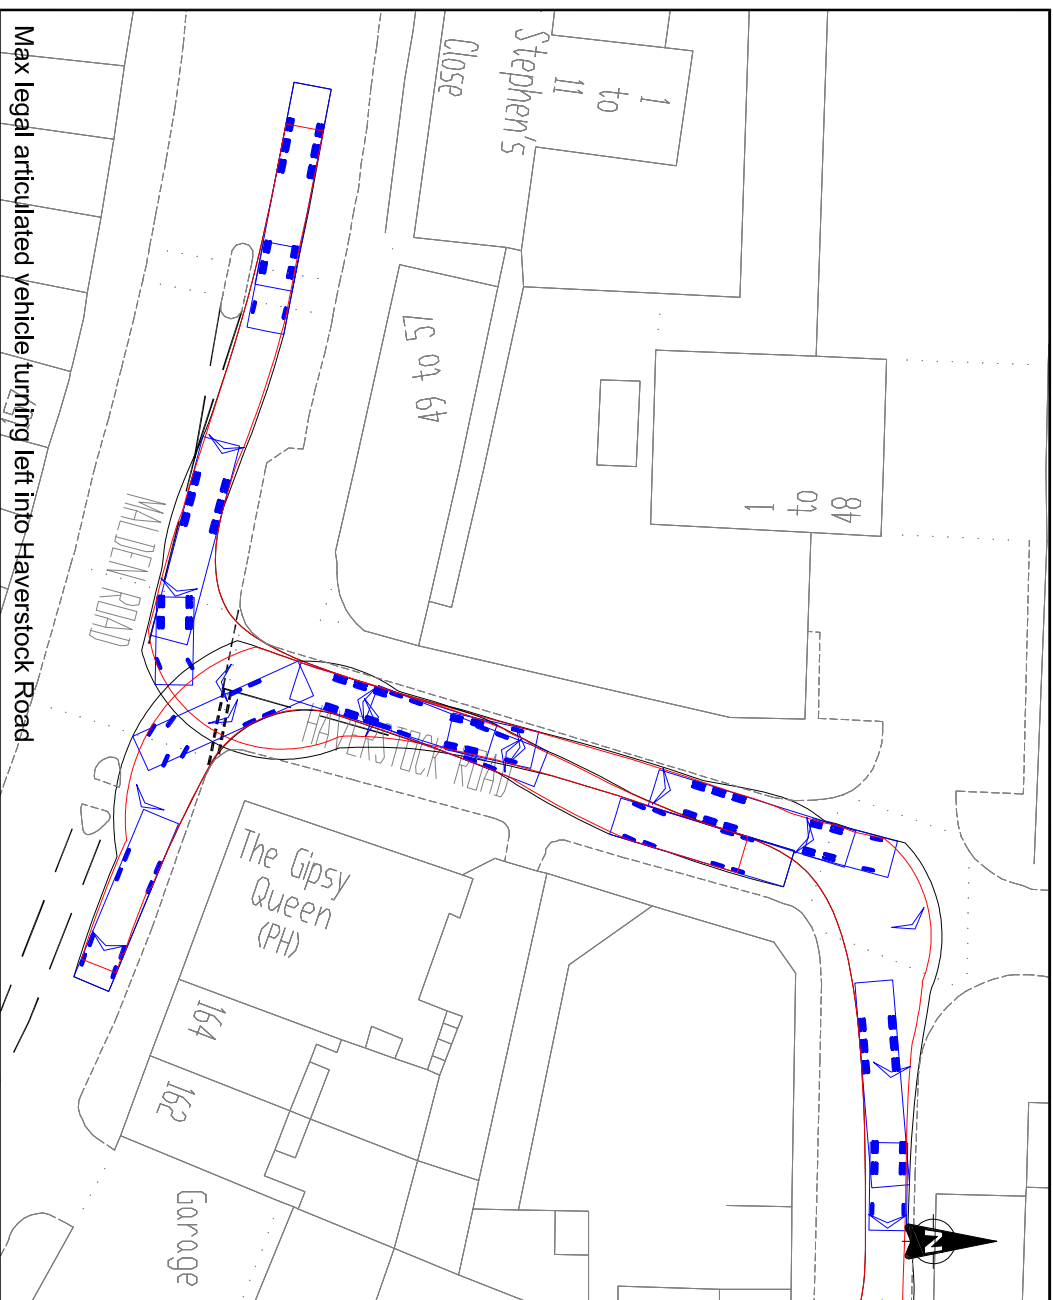 Stephen's
Close
1
to
11
57 to 49
1
to
48
MALDEN ROAD
HAVERSTOCK ROAD
The Gipsy
Queen
(PH)
164
162
Garage
N
Max legal articulated vehicle turning left into Haverstock Road